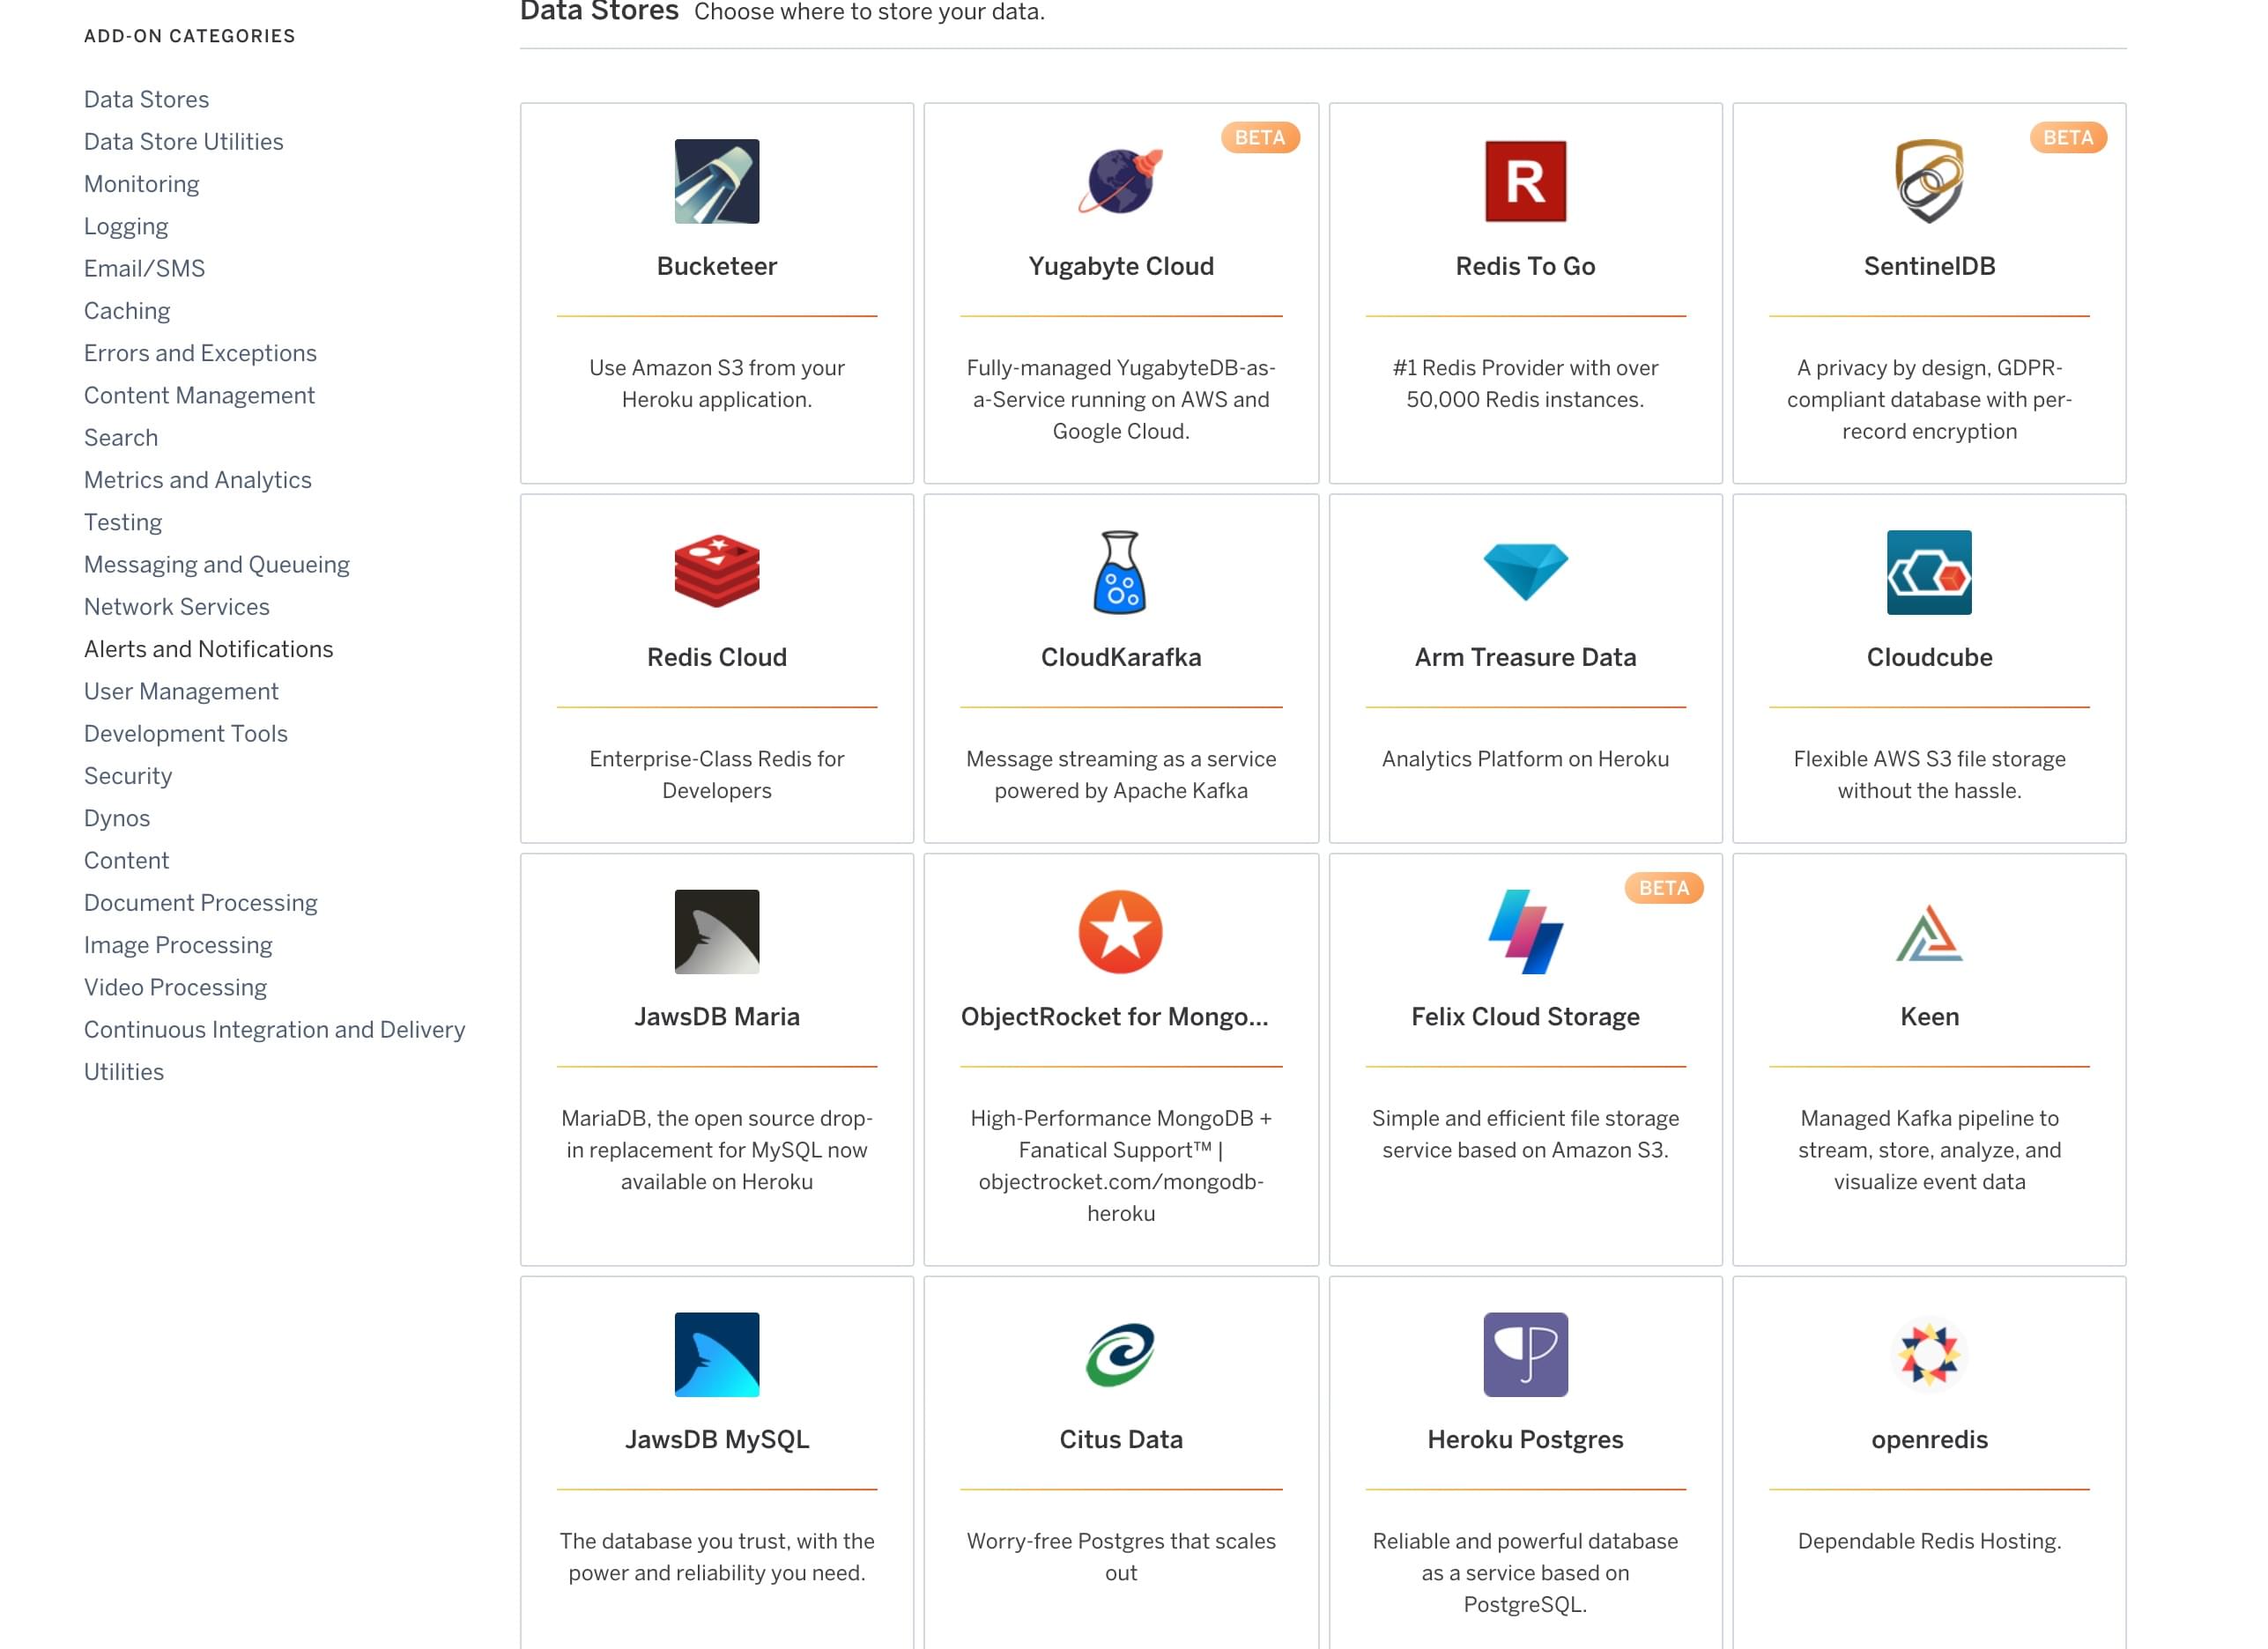 ADD-ON CATEGORIES
Data Stores
Data Store Utilities
Monitoring
Logging
Email/SMS
Caching
Errors and Exceptions
Content Management
Search
Metrics and Analytics
Testing
Messaging and Queueing
Network Services
Alerts and Notifications
User Management
Development Tools
Security
Dynos
Content
Document Processing
Image Processing
Video Processing
Continuous Integration and Delivery
Utilities
Data Stores Choose where to store your data.
Bucketeer
Use Amazon S3 from your
Heroku application.
BETA
Yugabyte Cloud
Fully-managed YugabyteDB-as-
a-Service running on AWS and
Google Cloud.
R
Redis To Go
#1 Redis Provider with over
50,000 Redis instances.
BETA
SentinelDB
A privacy by design, GDPR-
compliant database with per-
record encryption
Redis Cloud
Enterprise-Class Redis for
Developers
CloudKarafka
Message streaming as a service
powered by Apache Kafka
Arm Treasure Data
Analytics Platform on Heroku
Cloudcube
Flexible AWS S3 file storage
without the hassle.
JawsDB Maria
MariaDB, the open source drop-
in replacement for MySQL now
available on Heroku
ObjectRocket for Mongo...
High-Performance MongoDB +
Fanatical Support™ |
objectrocket.com/mongodb-
heroku
BETA
Felix Cloud Storage
Simple and efficient file storage
service based on Amazon S3.
Keen
Managed Kafka pipeline to
stream, store, analyze, and
visualize event data
JawsDB MySQL
The database you trust, with the
power and reliability you need.
Citus Data
Worry-free Postgres that scales
out
Heroku Postgres
Reliable and powerful database
as a service based on
PostgreSQL.
openredis
Dependable Redis Hosting.